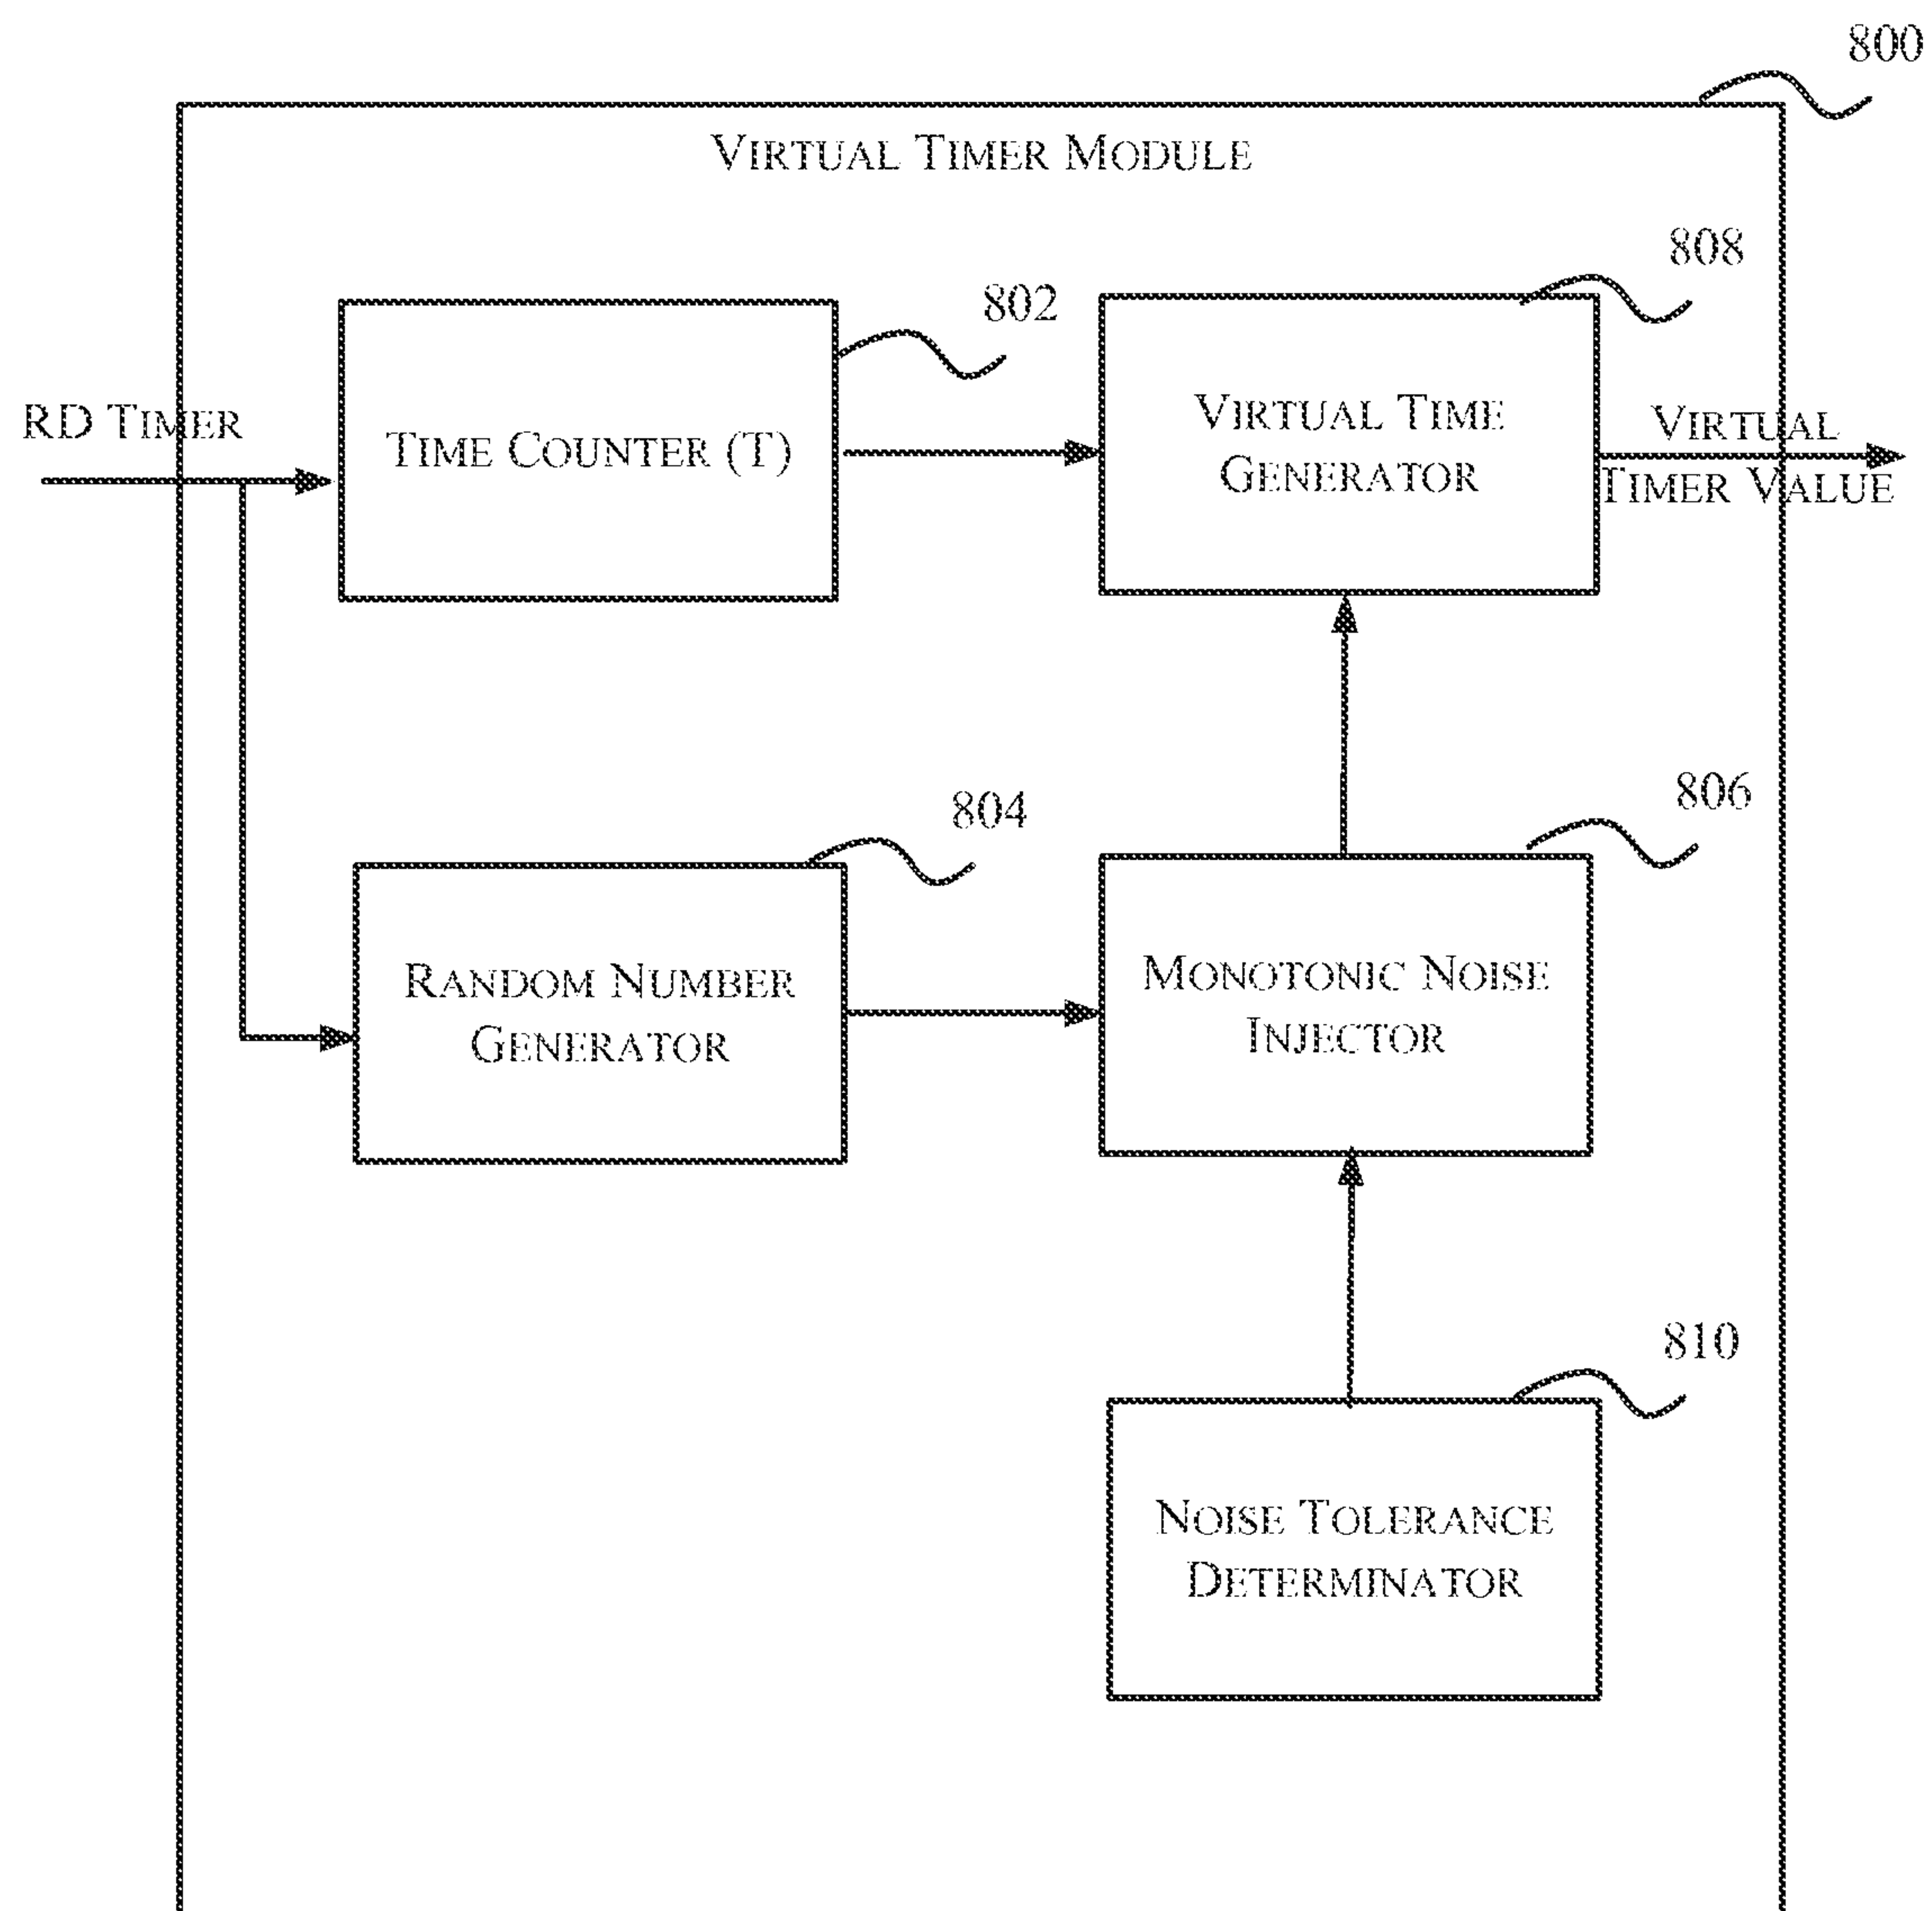 800
VIRTUAL TIMER MODULE
808
802
RD TIMER
TIME COUNTER (T)
VIRTUAL TIME
GENERATOR
VIRTUAL
TIMER VALUE
806
804
RANDOM NUMBER
GENERATOR
MONOTONIC NOISE
INJECTOR
810
NOISE TOLERANCE
DETERMINATOR